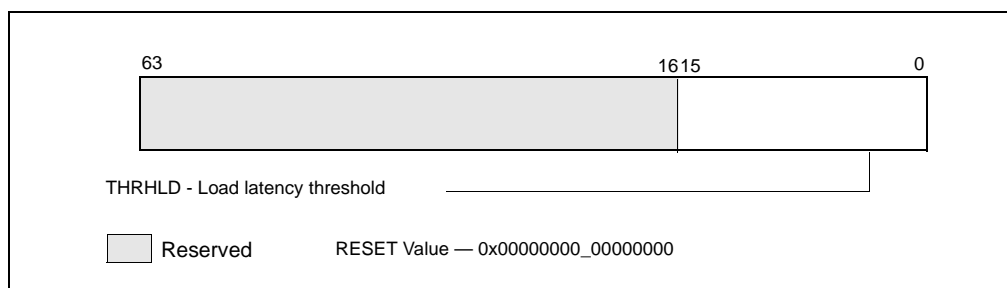 63 1615 0
THRHLD - Load latency threshold
Reserved RESET Value — 0x00000000_00000000